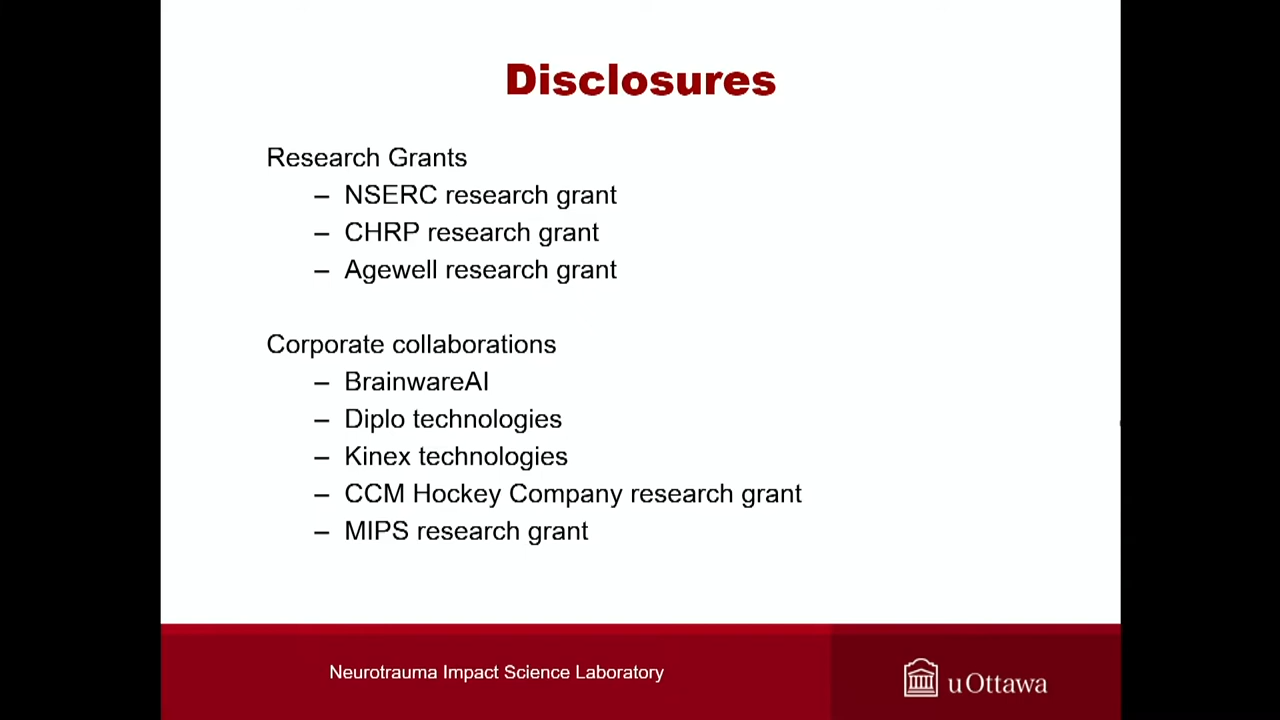 Disclosures
Research Grants
– NSERC research grant
– CHRP research grant
– Agewell research grant
Corporate collaborations
– BrainwareAI
– Diplo technologies
– Kinex technologies
– CCM Hockey Company research grant
– MIPS research grant
Neurotrauma Impact Science Laboratory
uOttawa